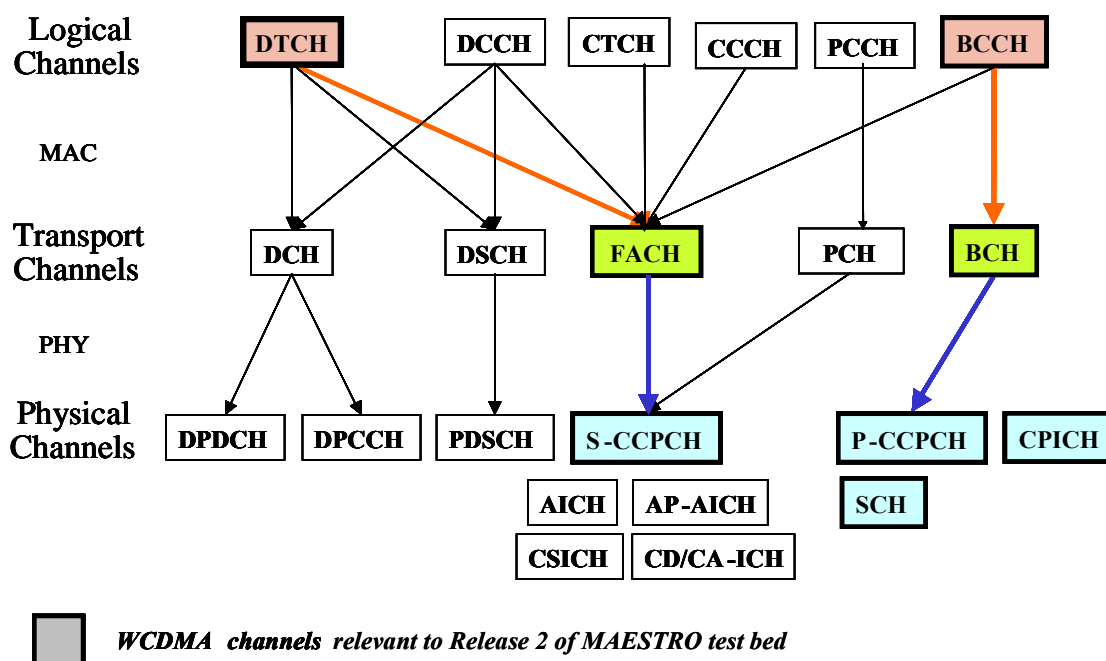 Logical
Channels
DTCH
DCCH
CTCH
CCCH
PCCH
BCCH
MAC
Transport
Channels
DCH
DSCH
FACH
PCH
BCH
PHY
Physical
Channels
DPDCH
DPCCH
PDSCH
S-CCPCH
P-CCPCH
CPICH
AICH
AP-AICH
SCH
CSICH
CD/CA-ICH
WCDMA channels relevant to Release 2 of MAESTRO test bed